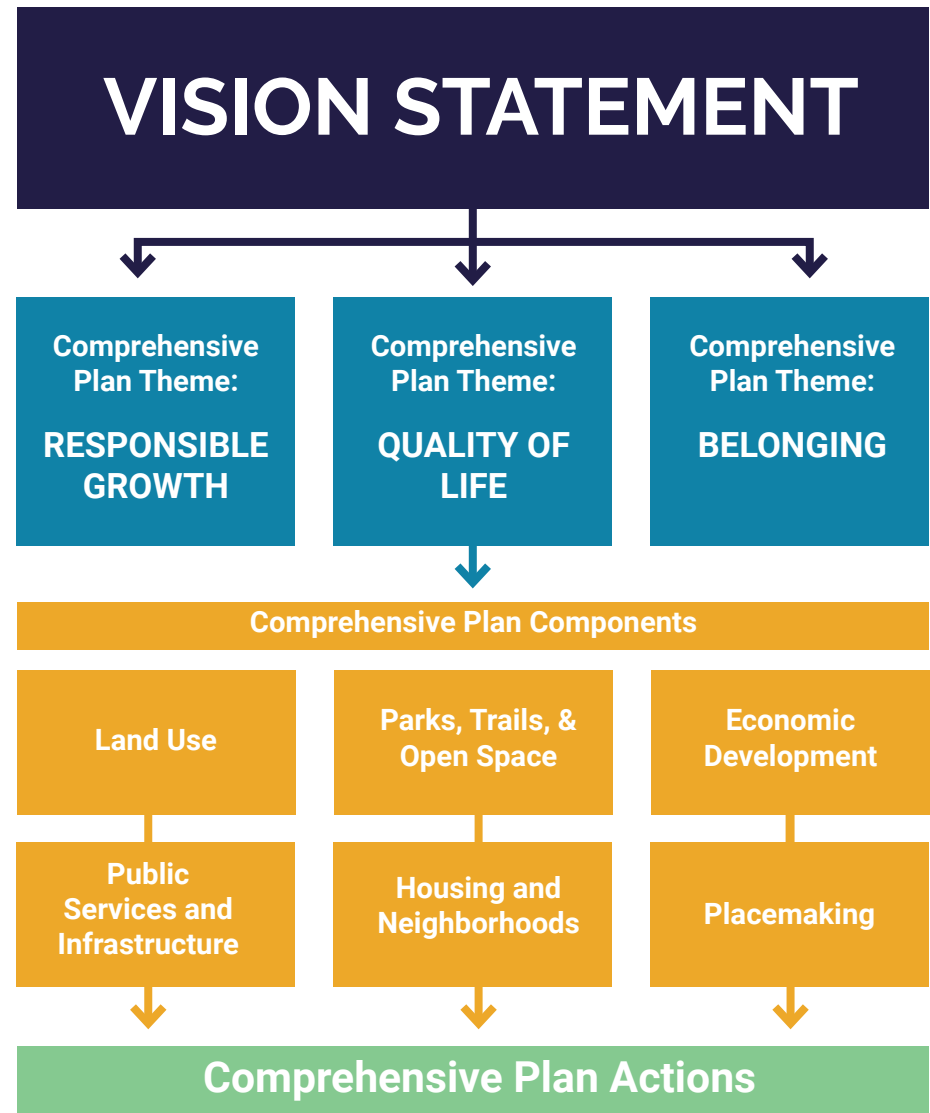 VISION STATEMENT
Comprehensive
Plan Theme:
RESPONSIBLE
GROWTH
Comprehensive
Plan Theme:
QUALITY OF
LIFE
Comprehensive
Plan Theme:
BELONGING
Comprehensive Plan Components
Land Use
Parks, Trails, &
Open Space
Economic
Development
Public
Services and
Infrastructure
Housing and
Neighborhoods
Placemaking
Comprehensive Plan Actions